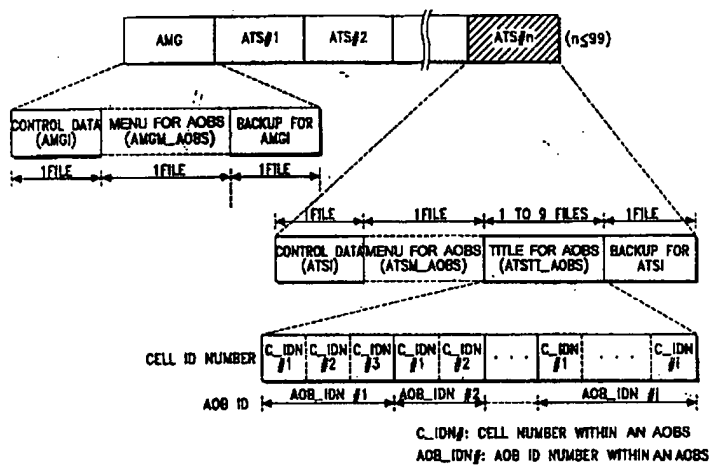 AMG ATS#1 ATS#2 ATS#n (n≤99)
CONTROL DATA (AMGI) MENU FOR AOBS (AMGM_AOBS) BACKUP FOR AMGI
1FILE 1FILE 1FILE
1FILE 1FILE 1 TO 9 FILES 1FILE
CONTROL DATA (ATSI) MENU FOR AOBS (ATSM_AOBS) TITLE FOR AOBS (ATSTT_AOBS) BACKUP FOR ATSI
CELL ID NUMBER C_IDN #1 C_IDN #2 C_IDN #3 C_IDN #1 C_IDN #2 ... C_IDN #1 ... C_IDN #i
AOB ID AOB_IDN #1 AOB_IDN #2 AOB_IDN #i
C_IDN#: CELL NUMBER WITHIN AN AOBS
AOB_IDN#: AOB ID NUMBER WITHIN AN AOBS